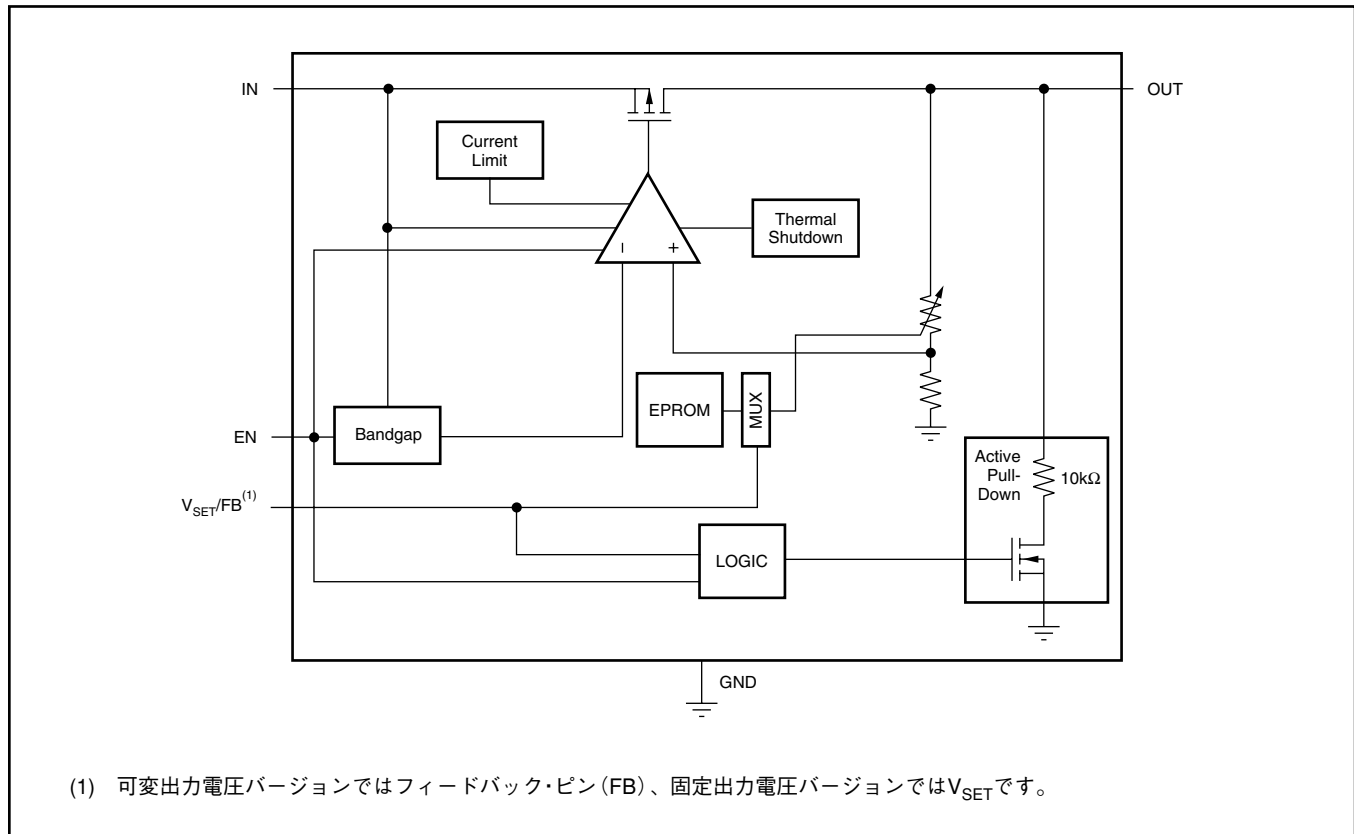 IN
OUT
Current
Limit
Thermal
Shutdown
− +
EPROM
MUX
EN
Bandgap
Active
Pull-
Down
10kΩ
V_SET/FB(1)
LOGIC
GND
(1) 可変出力電圧バージョンではフィードバック・ピン(FB)、固定出力電圧バージョンではV_SETです。